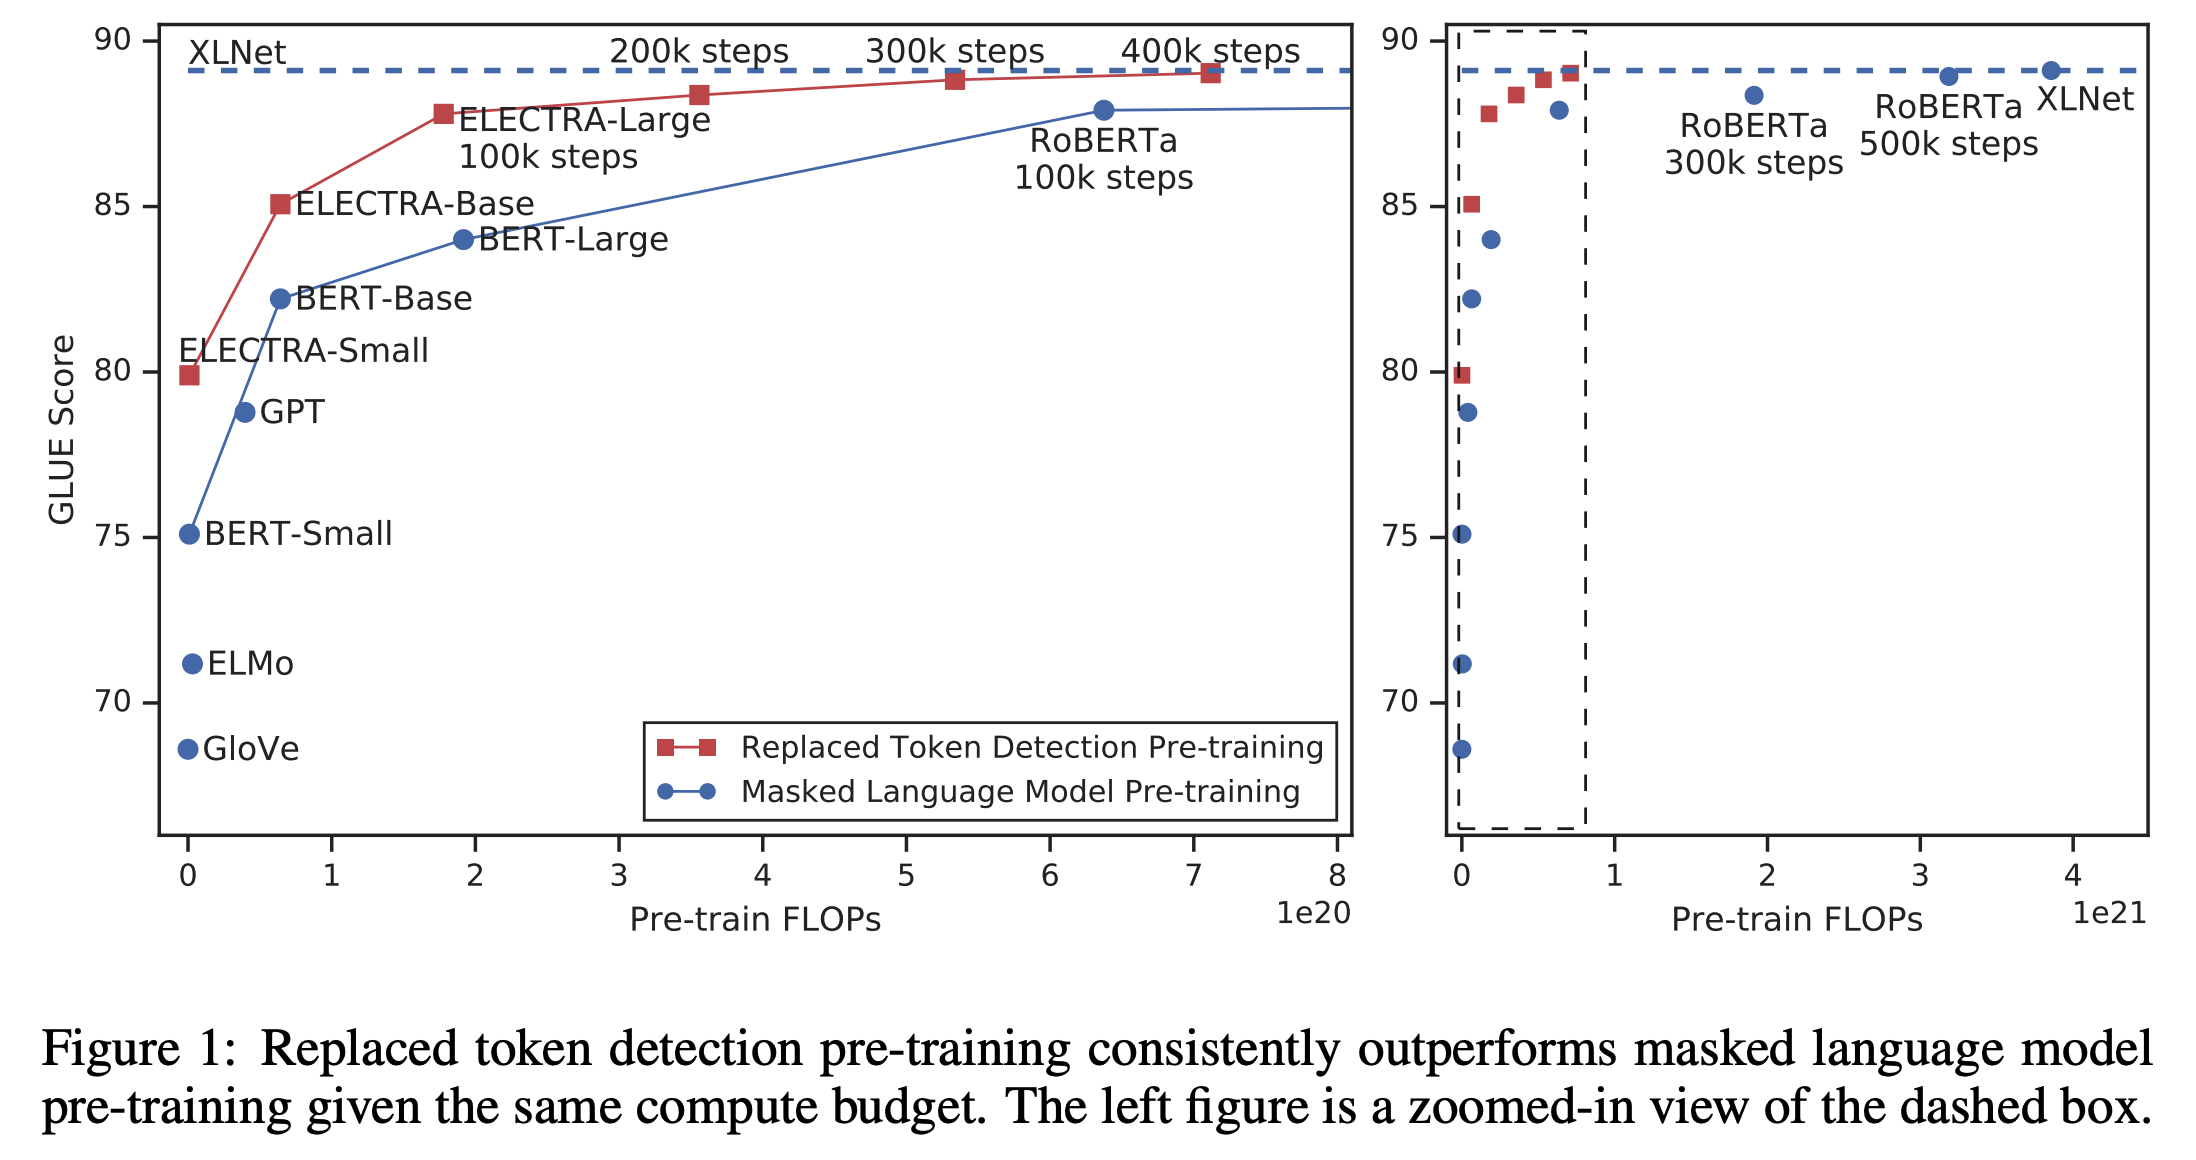 90
XLNet
200k steps
300k steps
400k steps
ELECTRA-Large
100k steps
RoBERTa
100k steps
85
ELECTRA-Base
BERT-Large
BERT-Base
ELECTRA-Small
80
GPT
GLUE Score
75
BERT-Small
ELMo
70
GloVe
Replaced Token Detection Pre-training
Masked Language Model Pre-training
0 1 2 3 4 5 6 7 8
Pre-train FLOPs
1e20
90
RoBERTa
300k steps
RoBERTa
500k steps
XLNet
85
80
75
70
0 1 2 3 4
Pre-train FLOPs
1e21
Figure 1: Replaced token detection pre-training consistently outperforms masked language model
pre-training given the same compute budget. The left figure is a zoomed-in view of the dashed box.